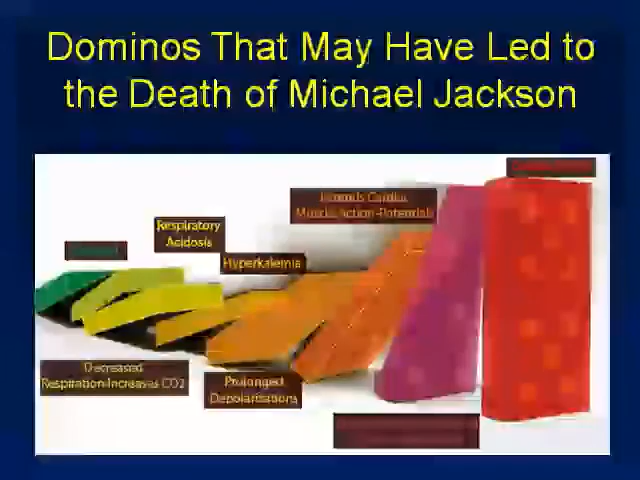 Dominos That May Have Led to
the Death of Michael Jackson
Respiratory
Acidosis
Hyperkalemia
Cardiac
Muscle Action-Potentials
Decreased
Respiration-Increases CO2
Prolonged
Depolarizations